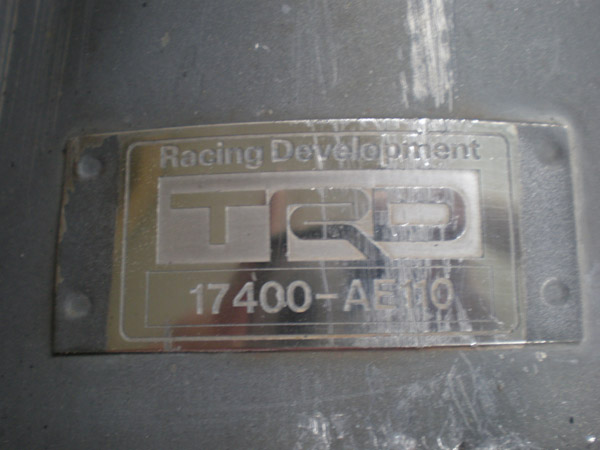 Racing Development
TRD
17400-AE110